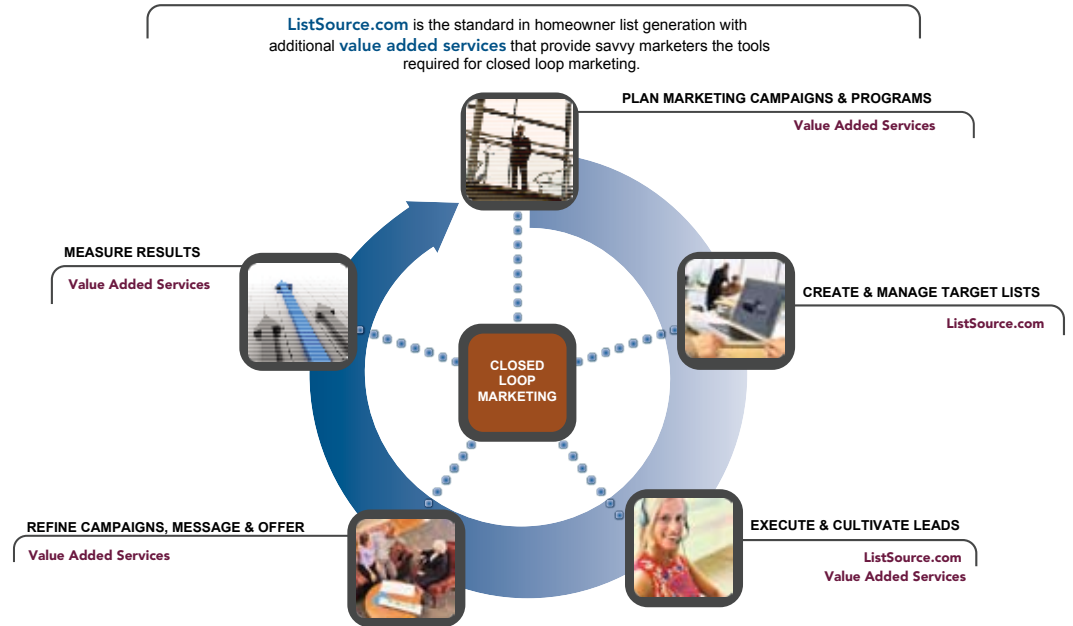 ListSource.com is the standard in homeowner list generation with
additional value added services that provide savvy marketers the tools
required for closed loop marketing.
PLAN MARKETING CAMPAIGNS & PROGRAMS
Value Added Services
MEASURE RESULTS
Value Added Services
CREATE & MANAGE TARGET LISTS
ListSource.com
CLOSED
LOOP
MARKETING
REFINE CAMPAIGNS, MESSAGE & OFFER
Value Added Services
EXECUTE & CULTIVATE LEADS
ListSource.com
Value Added Services